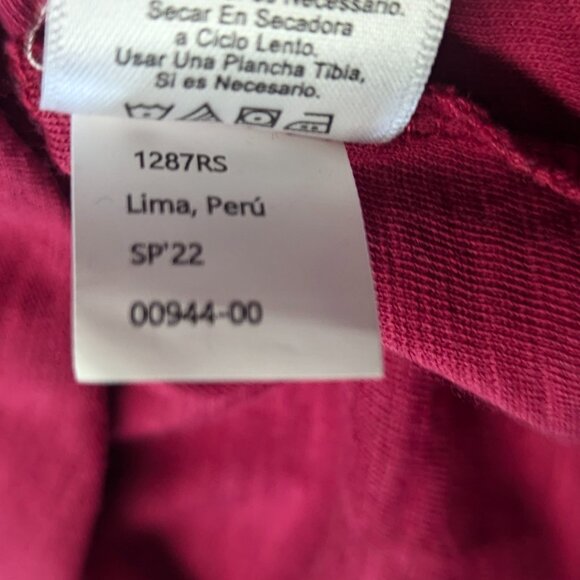 Necesario.
Secar En Secadora
a Ciclo Lento.
Usar Una Plancha Tibia,
Si es Necesario.
1287RS
Lima, Perú
SP'22
00944-00